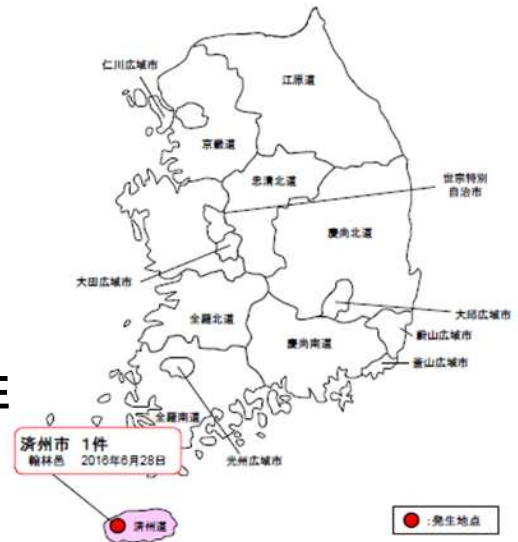 仁川広域市
江原道
京畿道
忠清北道
世宗特別
自治市
慶尚北道
大田広域市
大邱広域市
全羅北道
蔚山広域市
慶尚南道
釜山広域市
全羅南道
済州市 1件
翰林邑 2016年6月28日
光州広域市
済州道
:発生地点